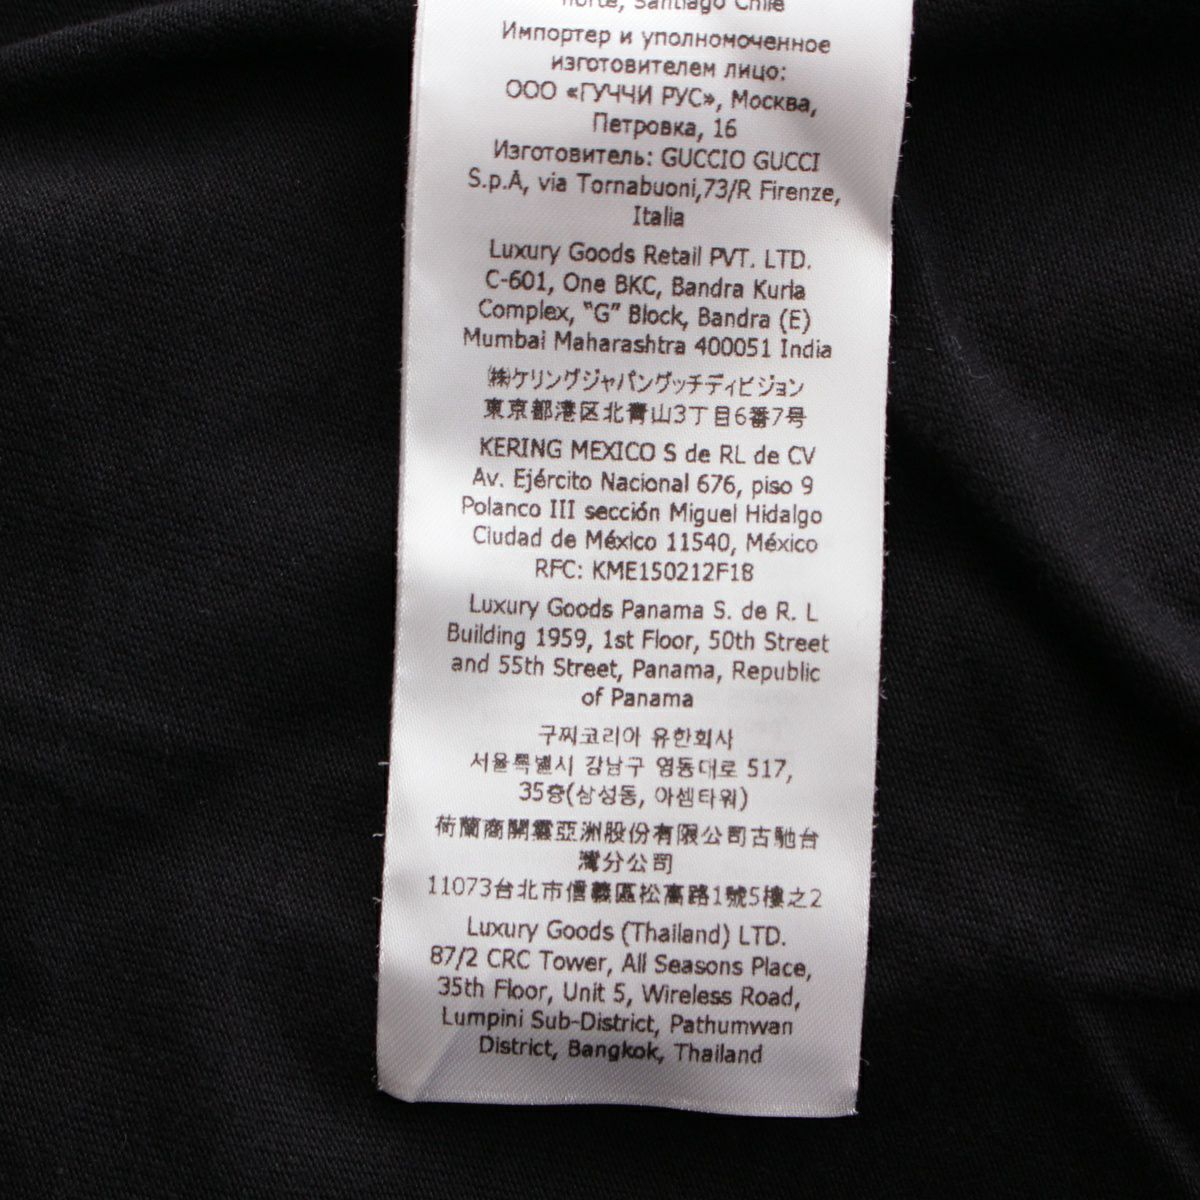 norte, Santiago Chile
Импортер и уполномоченное
изготовителем лицо:
ООО «ГУЧЧИ РУС», Москва,
Петровка, 16
Изготовитель: GUCCIO GUCCI
S.p.A, via Tornabuoni,73/R Firenze,
Italia
Luxury Goods Retail PVT. LTD.
C-601, One BKC, Bandra Kurla
Complex, "G" Block, Bandra (E)
Mumbai Maharashtra 400051 India
㈱ケリングジャパングッチディビジョン
東京都港区北青山3丁目6番7号
KERING MEXICO S de RL de CV
Av. Ejército Nacional 676, piso 9
Polanco III sección Miguel Hidalgo
Ciudad de México 11540, México
RFC: KME150212F18
Luxury Goods Panama S. de R. L
Building 1959, 1st Floor, 50th Street
and 55th Street, Panama, Republic
of Panama
구찌코리아 유한회사
서울특별시 강남구 영동대로 517,
35층(삼성동, 아셈타워)
荷蘭商開雲亞洲股份有限公司古馳台
灣分公司
11073台北市信義區松高路1號5樓之2
Luxury Goods (Thailand) LTD.
87/2 CRC Tower, All Seasons Place,
35th Floor, Unit 5, Wireless Road,
Lumpini Sub-District, Pathumwan
District, Bangkok, Thailand